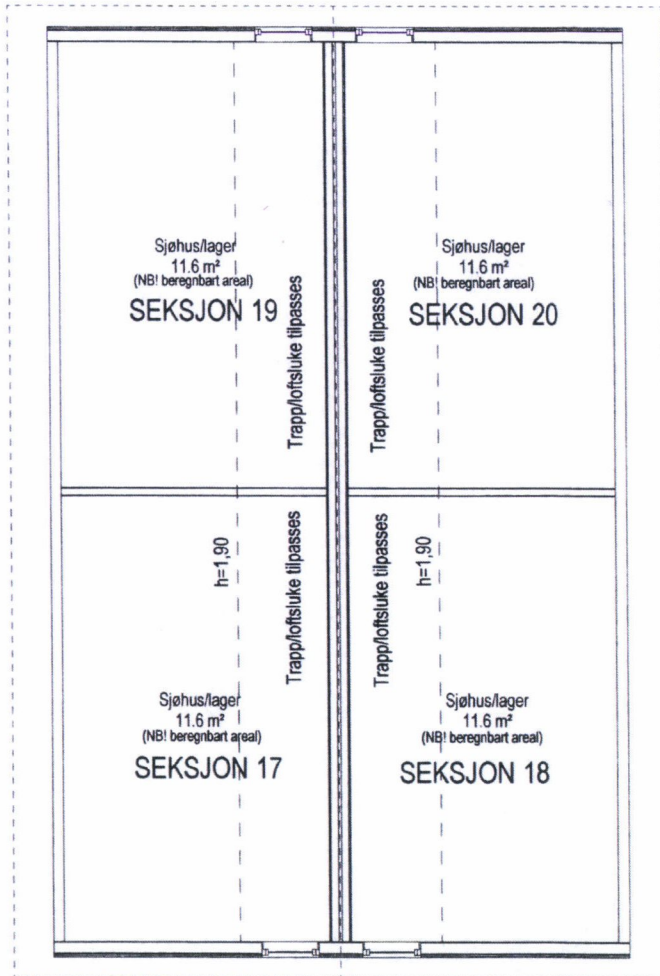 Sjøhus/lager
11.6 m²
(NB! beregnbart areal)
SEKSJON 19
Trapp/loftsluke tilpasses
Trapp/loftsluke tilpasses
Sjøhus/lager
11.6 m²
(NB! beregnbart areal)
SEKSJON 20
h=1,90
Trapp/loftsluke tilpasses
Trapp/loftsluke tilpasses
h=1,90
Sjøhus/lager
11.6 m²
(NB! beregnbart areal)
SEKSJON 17
Sjøhus/lager
11.6 m²
(NB! beregnbart areal)
SEKSJON 18